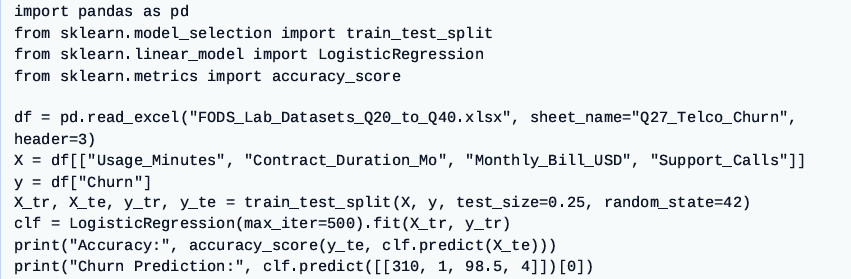 import pandas as pd
from sklearn.model_selection import train_test_split
from sklearn.linear_model import LogisticRegression
from sklearn.metrics import accuracy_score

df = pd.read_excel("FODS_Lab_Datasets_Q20_to_Q40.xlsx", sheet_name="Q27_Telco_Churn",
header=3)
X = df[["Usage_Minutes", "Contract_Duration_Mo", "Monthly_Bill_USD", "Support_Calls"]]
y = df["Churn"]
X_tr, X_te, y_tr, y_te = train_test_split(X, y, test_size=0.25, random_state=42)
clf = LogisticRegression(max_iter=500).fit(X_tr, y_tr)
print("Accuracy:", accuracy_score(y_te, clf.predict(X_te)))
print("Churn Prediction:", clf.predict([[310, 1, 98.5, 4]])[0])